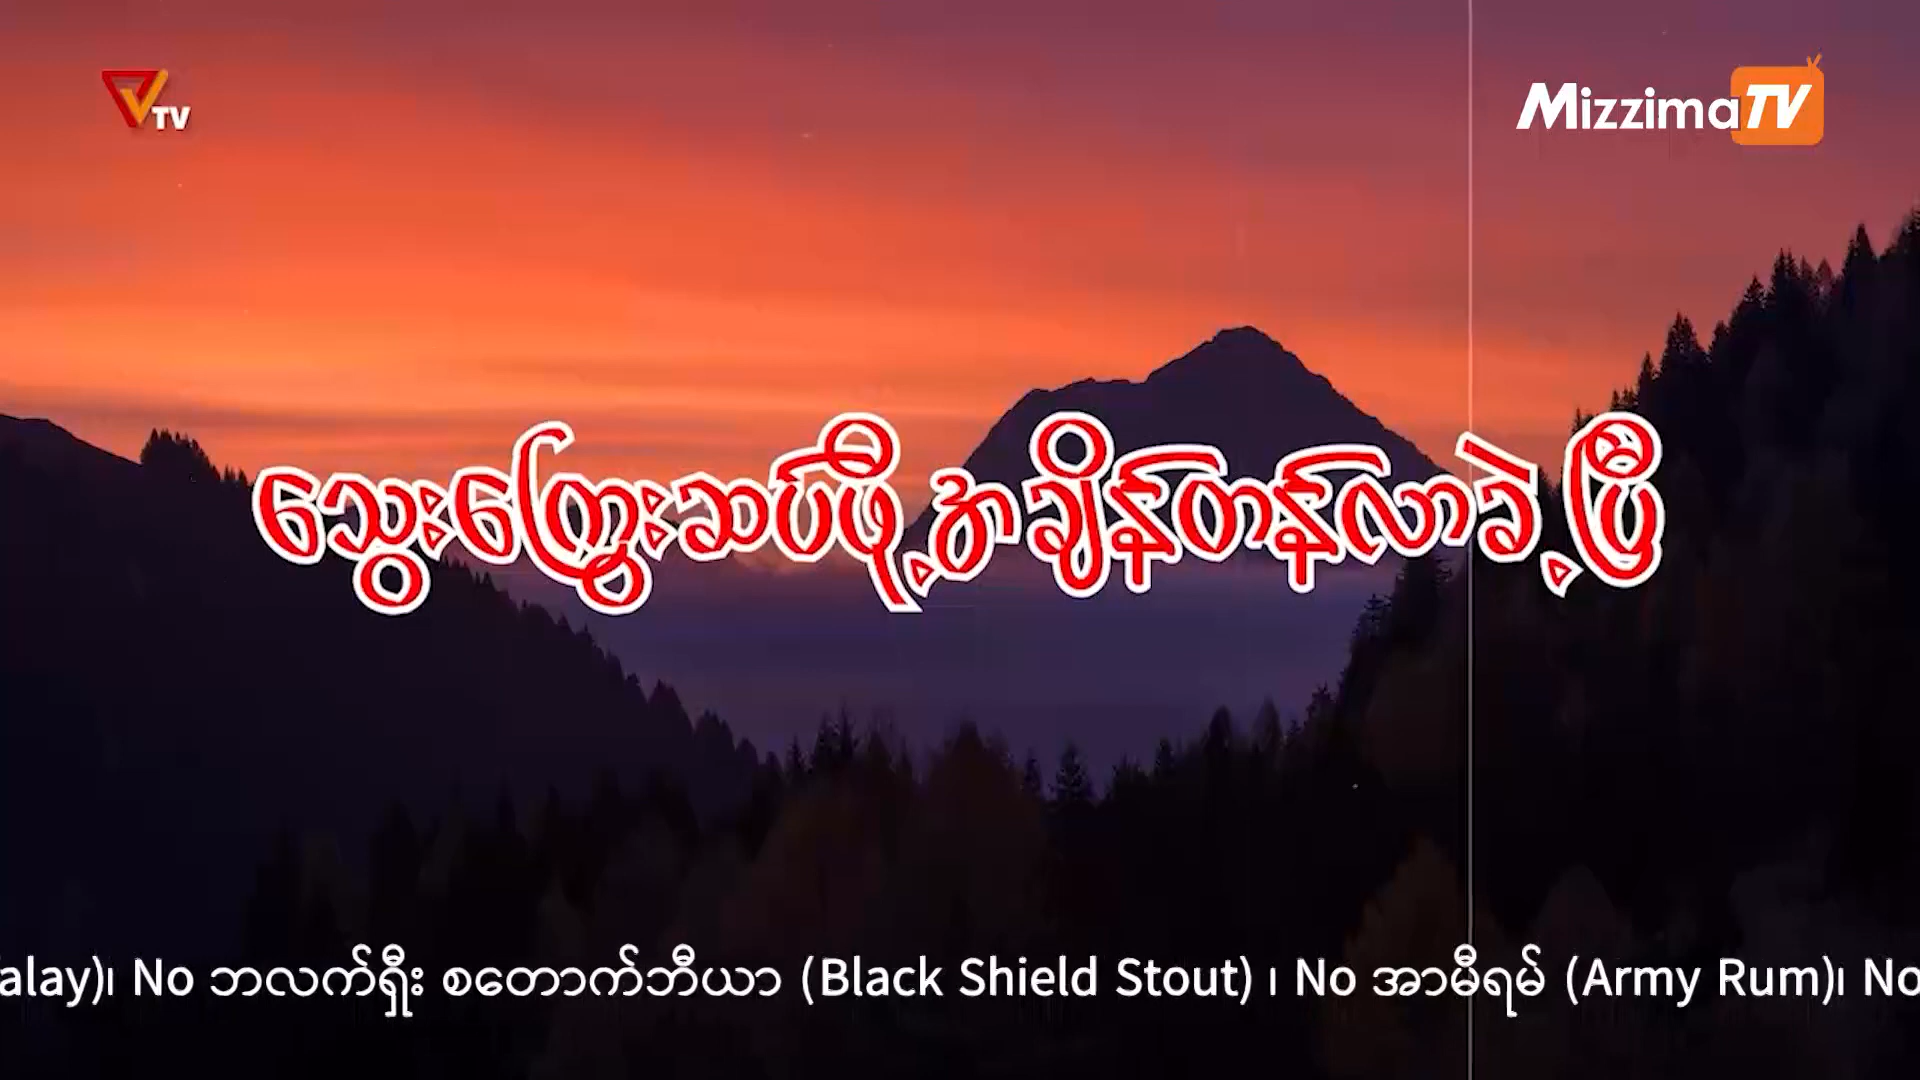 TV
MizzimaTV
သွေးကြွေးဆပ်ဖို့အချိန်တန်လာခဲ့ပြီ
alay)၊ No ဘလက်ရှီး စတောက်ဘီယာ (Black Shield Stout) ၊ No အာမီရမ် (Army Rum)၊ No